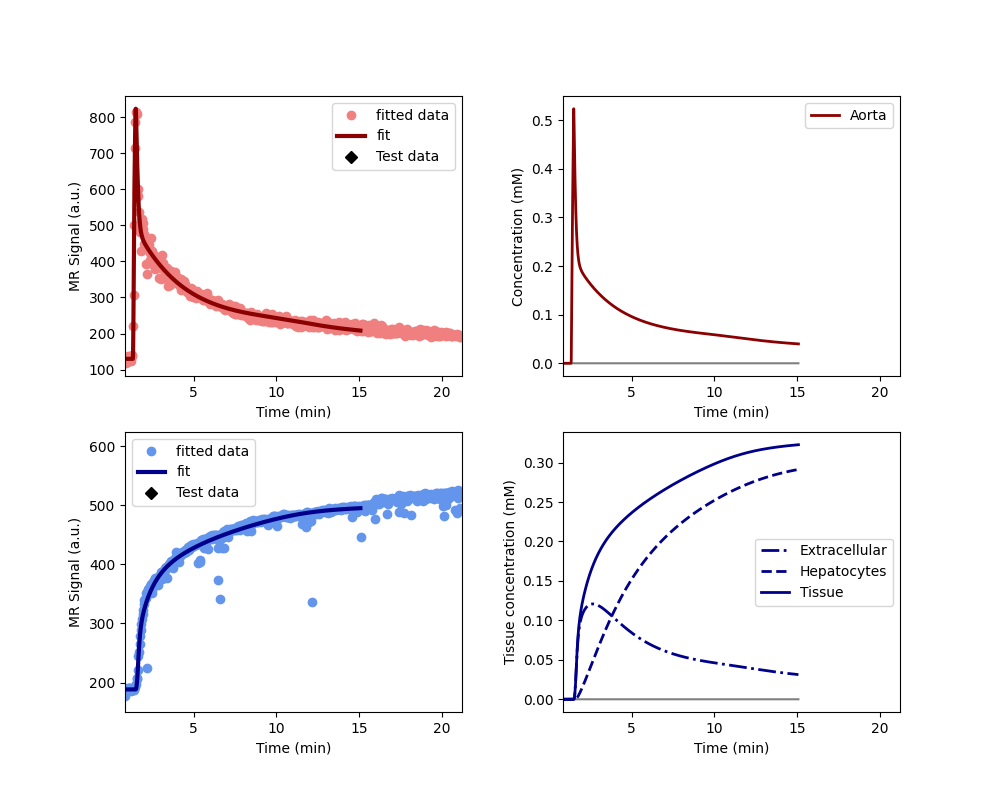 800
700
600
500
400
300
200
100
MR Signal (a.u.)
fitted data
fit
Test data
5
10
15
20
Time (min)
0.5
0.4
0.3
0.2
0.1
0.0
Concentration (mM)
Aorta
5
10
15
20
Time (min)
600
500
400
300
200
MR Signal (a.u.)
fitted data
fit
Test data
5
10
15
20
Time (min)
0.30
0.25
0.20
0.15
0.10
0.05
0.00
Tissue concentration (mM)
Extracellular
Hepatocytes
Tissue
5
10
15
20
Time (min)